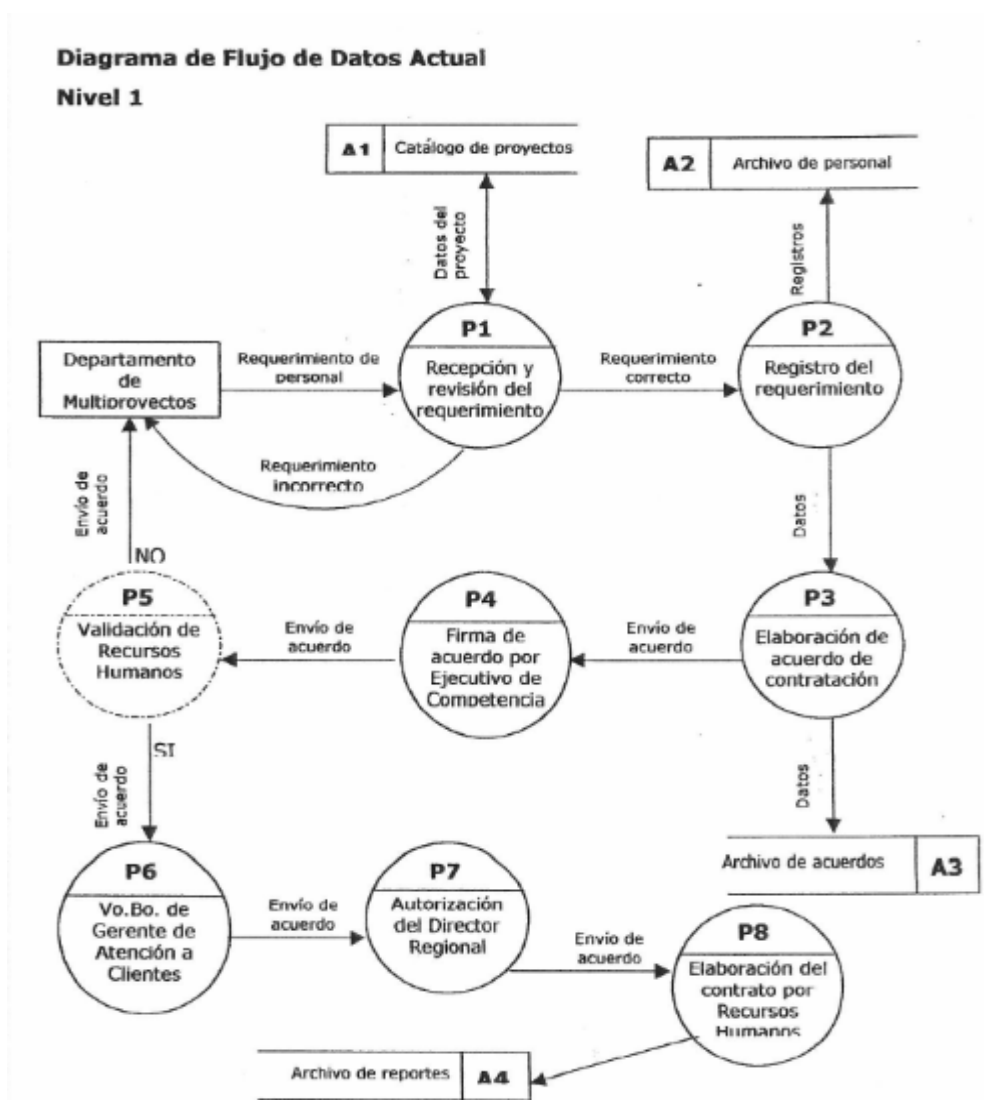 Diagrama de Flujo de Datos Actual
Nivel 1
A1
Catálogo de proyectos
A2
Archivo de personal
Datos del
proyecto
Registros
P1
Recepción y
revisión del
requerimiento
P2
Registro del
requerimiento
Departamento
de
Multiproyectos
Requerimiento de
personal
Requerimiento
correcto
Requerimiento
incorrecto
Envío de
acuerdo
NO
Datos
P5
Validación de
Recursos
Humanos
Envío de
acuerdo
P4
Firma de
acuerdo por
Ejecutivo de
Competencia
Envío de
acuerdo
P3
Elaboración de
acuerdo de
contratación
SI
Envío de
acuerdo
Datos
Archivo de acuerdos
A3
P6
Vo.Bo. de
Gerente de
Atención a
Clientes
Envío de
acuerdo
P7
Autorización
del Director
Regional
Envío de
acuerdo
P8
Elaboración del
contrato por
Recursos
Humanos
Archivo de reportes
A4